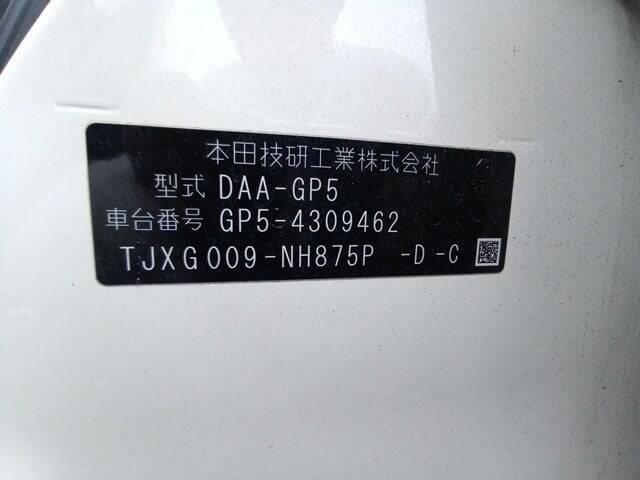 本田技研工業株式会社
型式 DAA-GP5
車台番号 GP5-4309462
TJXG009-NH875P -D-C